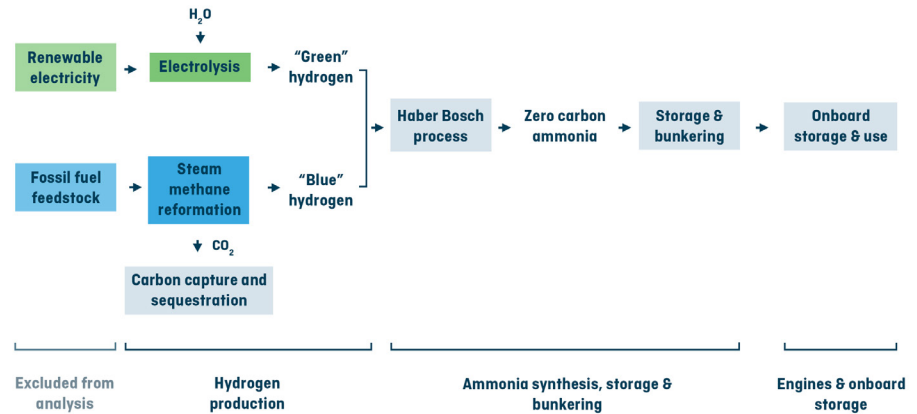 H₂O
Renewable
electricity
Electrolysis
“Green”
hydrogen
Haber Bosch
process
Zero carbon
ammonia
Storage &
bunkering
Onboard
storage & use
Fossil fuel
feedstock
Steam
methane
reformation
“Blue”
hydrogen
CO₂
Carbon capture and
sequestration
Excluded from
analysis
Hydrogen
production
Ammonia synthesis, storage &
bunkering
Engines & onboard
storage